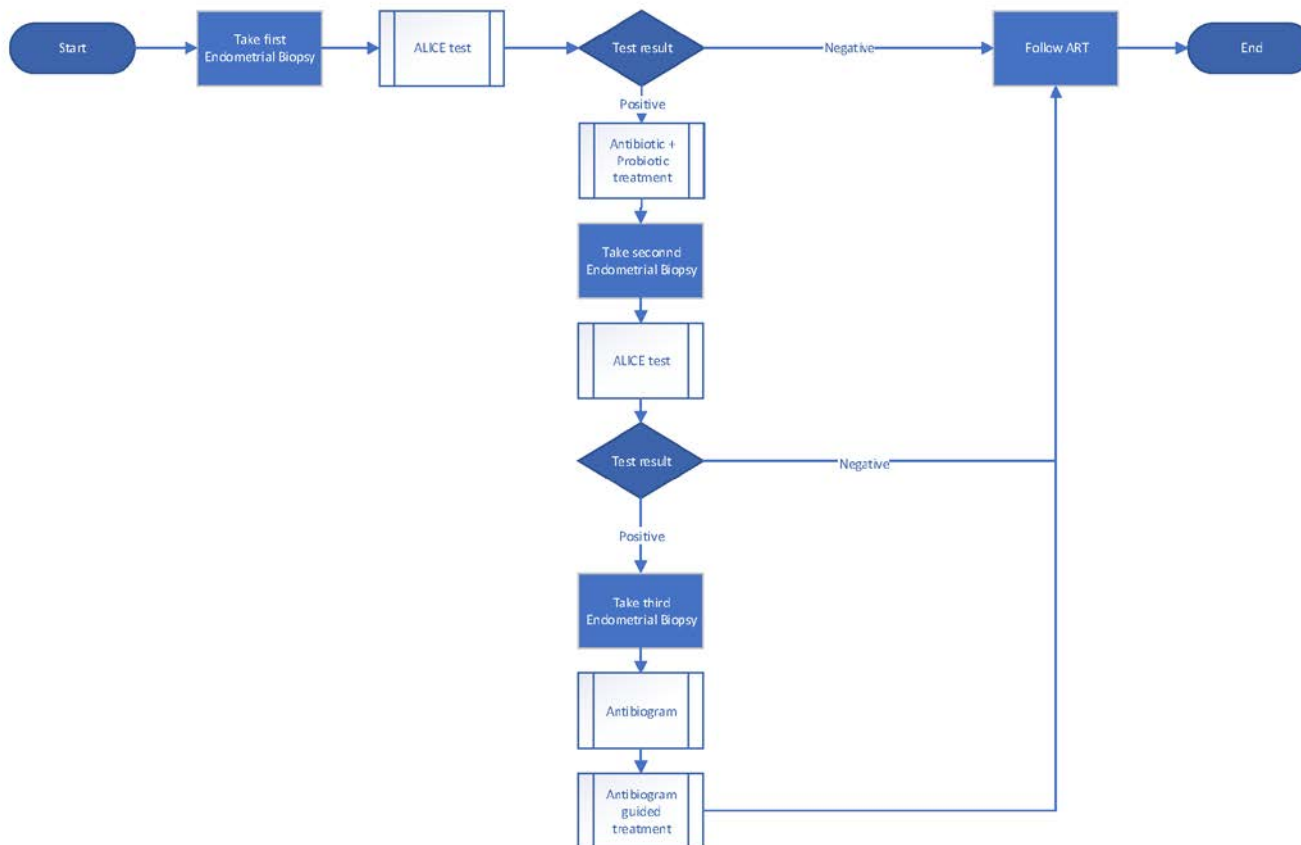 Start
Take first
Endometrial Biopsy
ALICE test
Test result
Negative
Follow ART
End
Positive
Antibiotic +
Probiotic
treatment
Take seconnd
Endometrial Biopsy
ALICE test
Test result
Negative
Positive
Take third
Endometrial Biopsy
Antibiogram
Antibiogram
guided
treatment